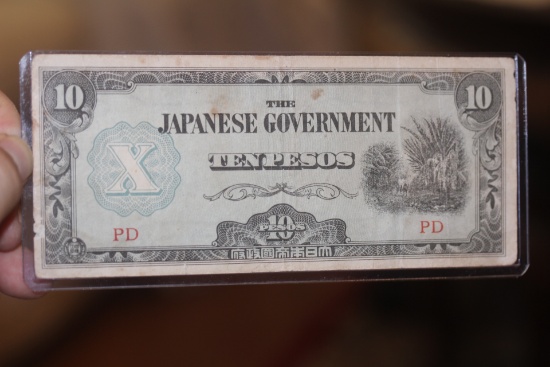 10
10
THE
JAPANESE GOVERNMENT
TEN PESOS
X
PD
PD
10
PESOS
大日本帝國政府